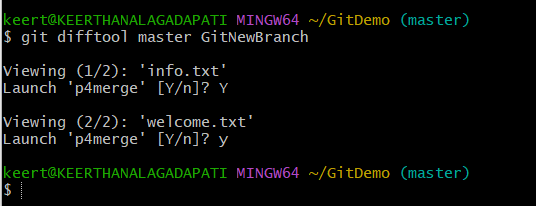 keert@KEERTHANALAGADAPATI MINGW64 ~/GitDemo (master)
$ git difftool master GitNewBranch

Viewing (1/2): 'info.txt'
Launch 'p4merge' [Y/n]? Y

Viewing (2/2): 'welcome.txt'
Launch 'p4merge' [Y/n]? y

keert@KEERTHANALAGADAPATI MINGW64 ~/GitDemo (master)
$